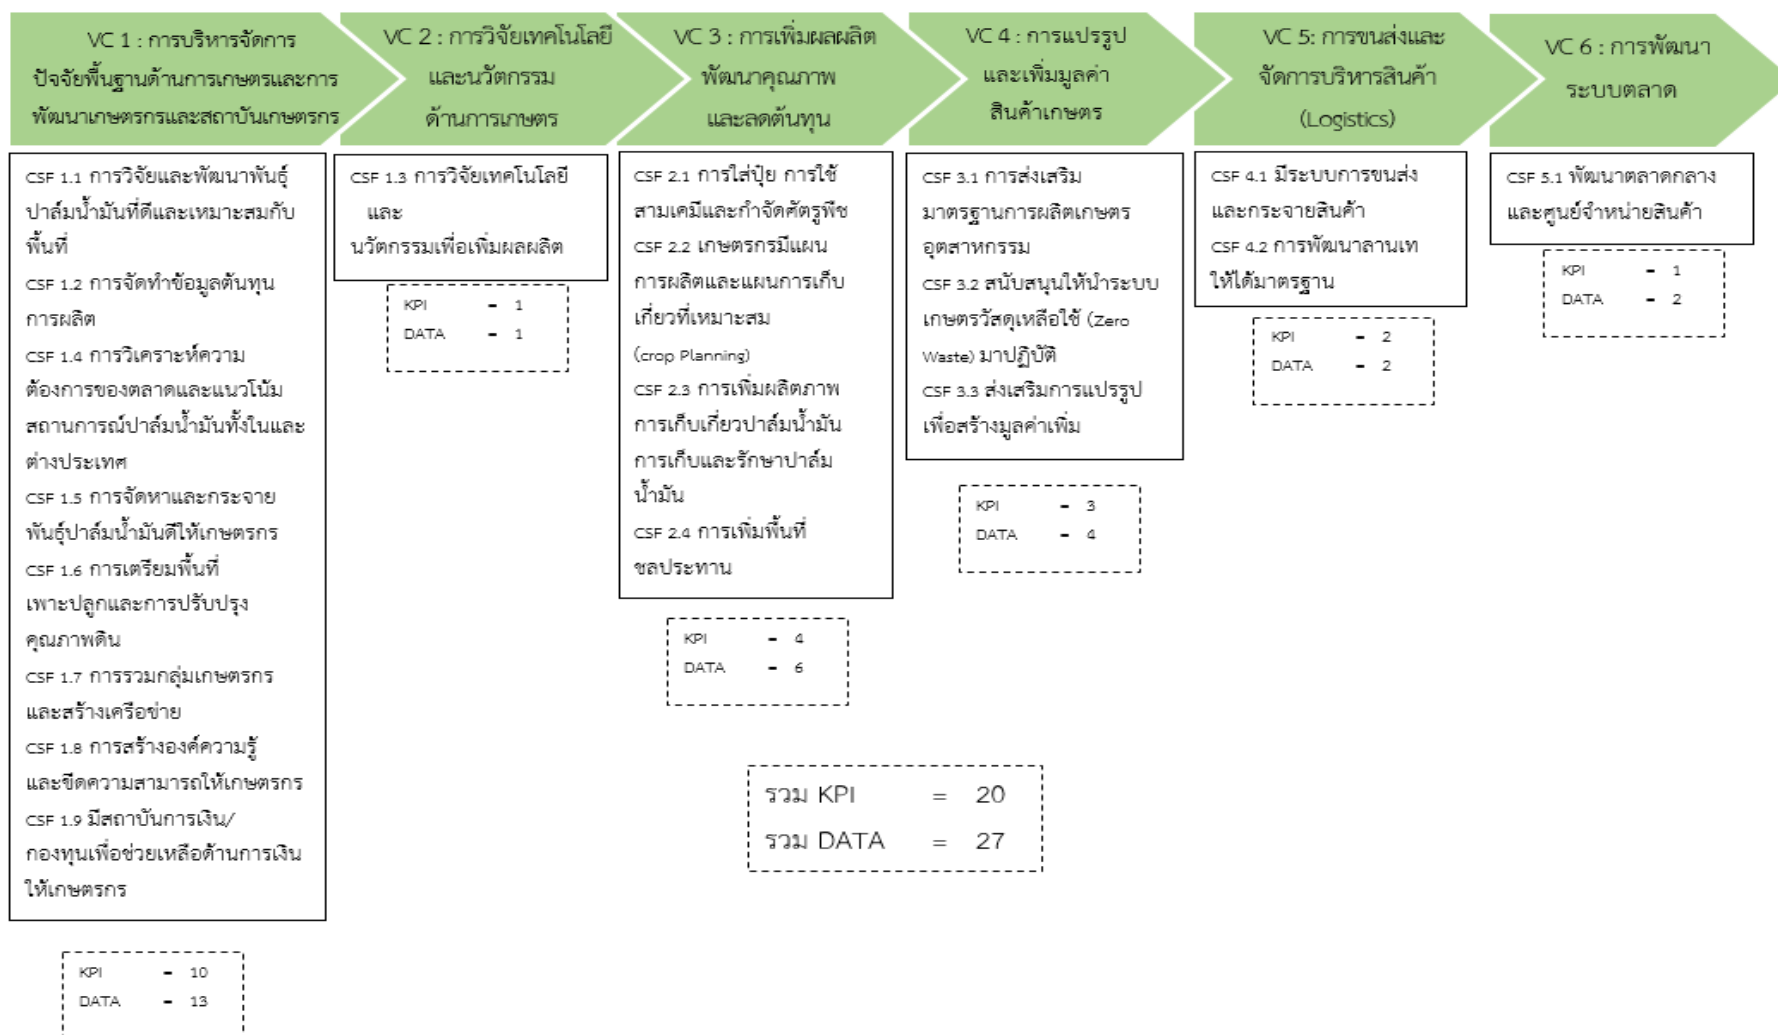 VC 1 : การบริหารจัดการ
ปัจจัยพื้นฐานด้านการเกษตรและการ
พัฒนาเกษตรกรและสถาบันเกษตรกร
VC 2 : การวิจัยเทคโนโลยี
และนวัตกรรม
ด้านการเกษตร
VC 3 : การเพิ่มผลผลิต
พัฒนาคุณภาพ
และลดต้นทุน
VC 4 : การแปรรูป
และเพิ่มมูลค่า
สินค้าเกษตร
VC 5: การขนส่งและ
จัดการบริหารสินค้า
(Logistics)
VC 6 : การพัฒนา
ระบบตลาด
CSF 1.1 การวิจัยและพัฒนาพันธุ์
ปาล์มน้ำมันที่ดีและเหมาะสมกับ
พื้นที่
CSF 1.2 การจัดทำข้อมูลต้นทุน
การผลิต
CSF 1.4 การวิเคราะห์ความ
ต้องการของตลาดและแนวโน้ม
สถานการณ์ปาล์มน้ำมันทั้งในและ
ต่างประเทศ
CSF 1.5 การจัดหาและกระจาย
พันธุ์ปาล์มน้ำมันดีให้เกษตรกร
CSF 1.6 การเตรียมพื้นที่
เพาะปลูกและการปรับปรุง
คุณภาพดิน
CSF 1.7 การรวมกลุ่มเกษตรกร
และสร้างเครือข่าย
CSF 1.8 การสร้างองค์ความรู้
และขีดความสามารถให้เกษตรกร
CSF 1.9 มีสถาบันการเงิน/
กองทุนเพื่อช่วยเหลือด้านการเงิน
ให้เกษตรกร
KPI - 10
DATA - 13
CSF 1.3 การวิจัยเทคโนโลยี
และ
นวัตกรรมเพื่อเพิ่มผลผลิต
KPI - 1
DATA - 1
CSF 2.1 การใส่ปุ๋ย การใช้
สามเคมีและกำจัดศัตรูพืช
CSF 2.2 เกษตรกรมีแผน
การผลิตและแผนการเก็บ
เกี่ยวที่เหมาะสม
(crop Planning)
CSF 2.3 การเพิ่มผลิตภาพ
การเก็บเกี่ยวปาล์มน้ำมัน
การเก็บและรักษาปาล์ม
น้ำมัน
CSF 2.4 การเพิ่มพื้นที่
ชลประทาน
KPI - 4
DATA - 6
CSF 3.1 การส่งเสริม
มาตรฐานการผลิตเกษตร
อุตสาหกรรม
CSF 3.2 สนับสนุนให้นำระบบ
เกษตรวัสดุเหลือใช้ (Zero
Waste) มาปฏิบัติ
CSF 3.3 ส่งเสริมการแปรรูป
เพื่อสร้างมูลค่าเพิ่ม
KPI - 3
DATA - 4
CSF 4.1 มีระบบการขนส่ง
และกระจายสินค้า
CSF 4.2 การพัฒนาลานเท
ให้ได้มาตรฐาน
KPI - 2
DATA - 2
CSF 5.1 พัฒนาตลาดกลาง
และศูนย์จำหน่ายสินค้า
KPI - 1
DATA - 2
รวม KPI = 20
รวม DATA = 27